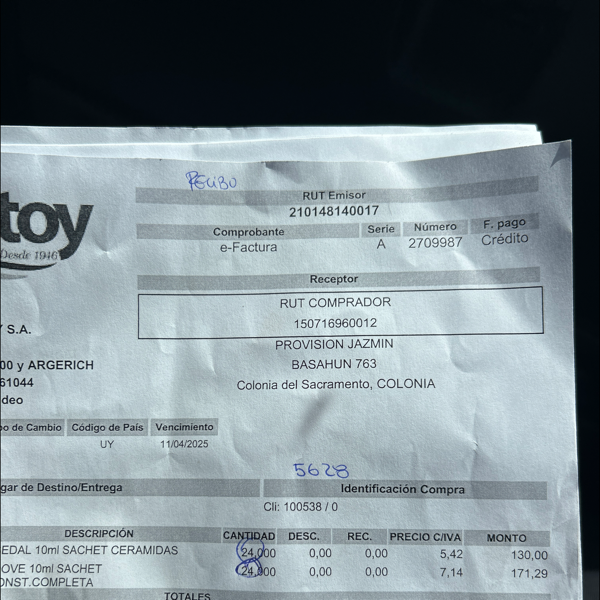 RECIBO
RUT Emisor
210148140017
toy
Desde 1946
Comprobante Serie Número F. pago
e-Factura A 2709987 Crédito
Receptor
RUT COMPRADOR
150716960012
Y S.A.
PROVISION JAZMIN
00 y ARGERICH
BASAHUN 763
61044
Colonia del Sacramento, COLONIA
deo
po de Cambio Código de País Vencimiento
UY 11/04/2025
5628
gar de Destino/Entrega Identificación Compra
Cli: 100538 / 0
DESCRIPCIÓN CANTIDAD DESC. REC. PRECIO C/IVA MONTO
EDAL 10ml SACHET CERAMIDAS 24,000 0,00 0,00 5,42 130,00
OVE 10ml SACHET 24,000 0,00 0,00 7,14 171,29
ONST.COMPLETA
TOTALES